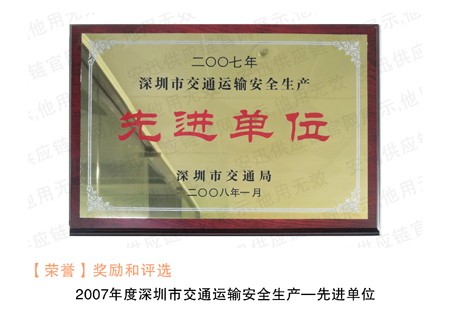 二〇〇七年
深圳市交通运输安全生产
先进单位
深圳市交通局
二〇〇八年一月
【荣誉】奖励和评选
2007年度深圳市交通运输安全生产—先进单位